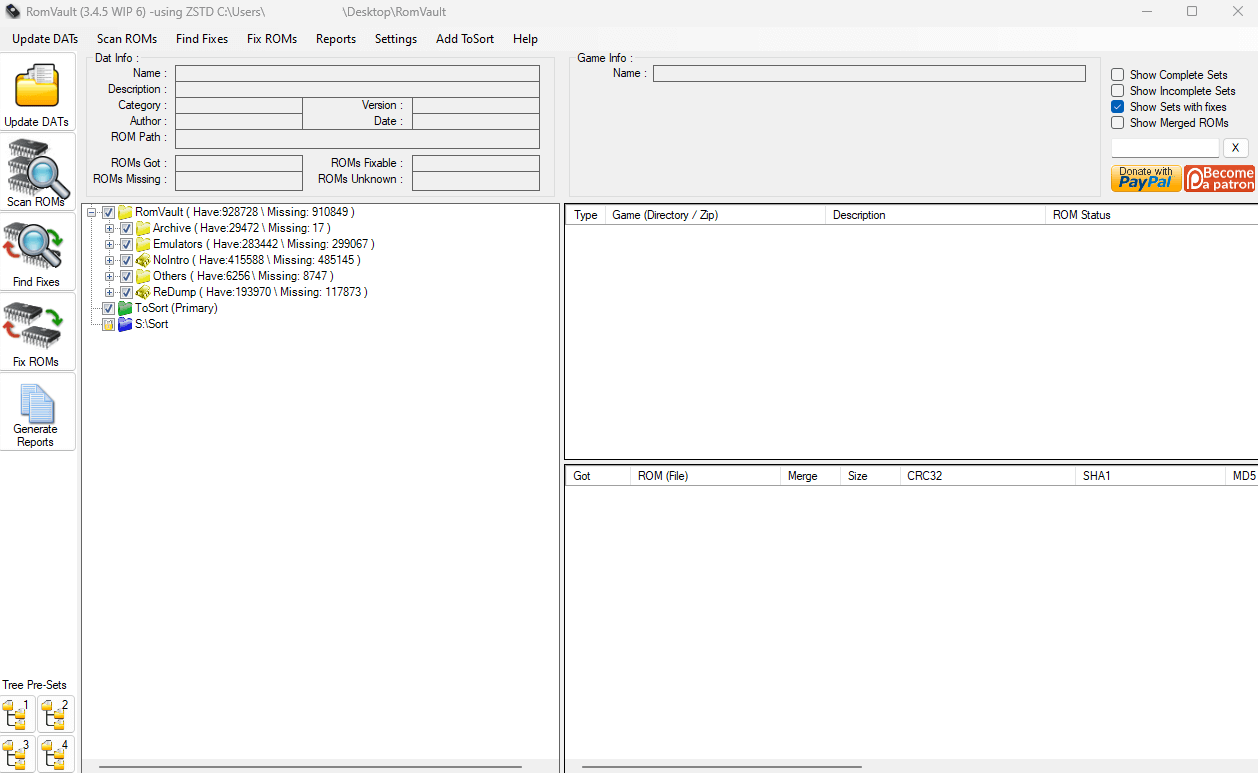 RomVault (3.4.5 WIP 6) -using ZSTD C:\Users\ \Desktop\RomVault
Update DATs Scan ROMs Find Fixes Fix ROMs Reports Settings Add ToSort Help
Update DATs
Scan ROMs
Find Fixes
Fix ROMs
Generate
Reports
Tree Pre-Sets
1 2
3 4
Dat Info :
Name :
Description :
Category : Version :
Author : Date :
ROM Path :
ROMs Got : ROMs Fixable :
ROMs Missing : ROMs Unknown :
Game Info :
Name :
Show Complete Sets
Show Incomplete Sets
Show Sets with fixes
Show Merged ROMs
X
Donate with
PayPal
Become
a patron
RomVault ( Have:928728 \ Missing: 910849 )
Archive ( Have:29472 \ Missing: 17 )
Emulators ( Have:283442 \ Missing: 299067 )
NoIntro ( Have:415588 \ Missing: 485145 )
Others ( Have:6256 \ Missing: 8747 )
ReDump ( Have:193970 \ Missing: 117873 )
ToSort (Primary)
S:\Sort
Type Game (Directory / Zip) Description ROM Status
Got ROM (File) Merge Size CRC32 SHA1 MD5